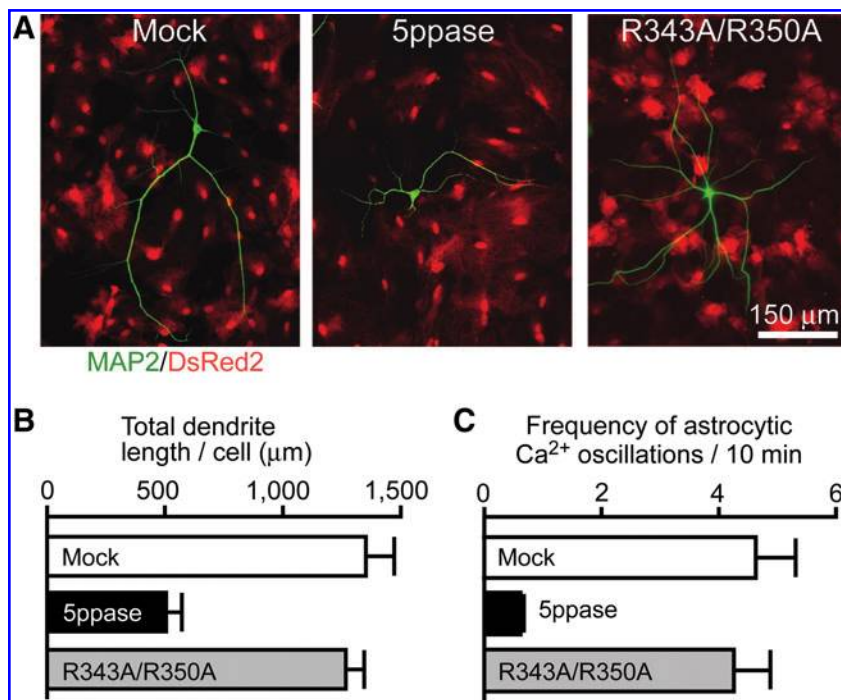 A
Mock
5ppase
R343A/R350A
150 μm
MAP2/DsRed2
B
Total dendrite
length / cell (μm)
0 500 1,000 1,500
Mock
5ppase
R343A/R350A
C
Frequency of astrocytic
Ca²⁺ oscillations / 10 min
0 2 4 6
Mock
5ppase
R343A/R350A